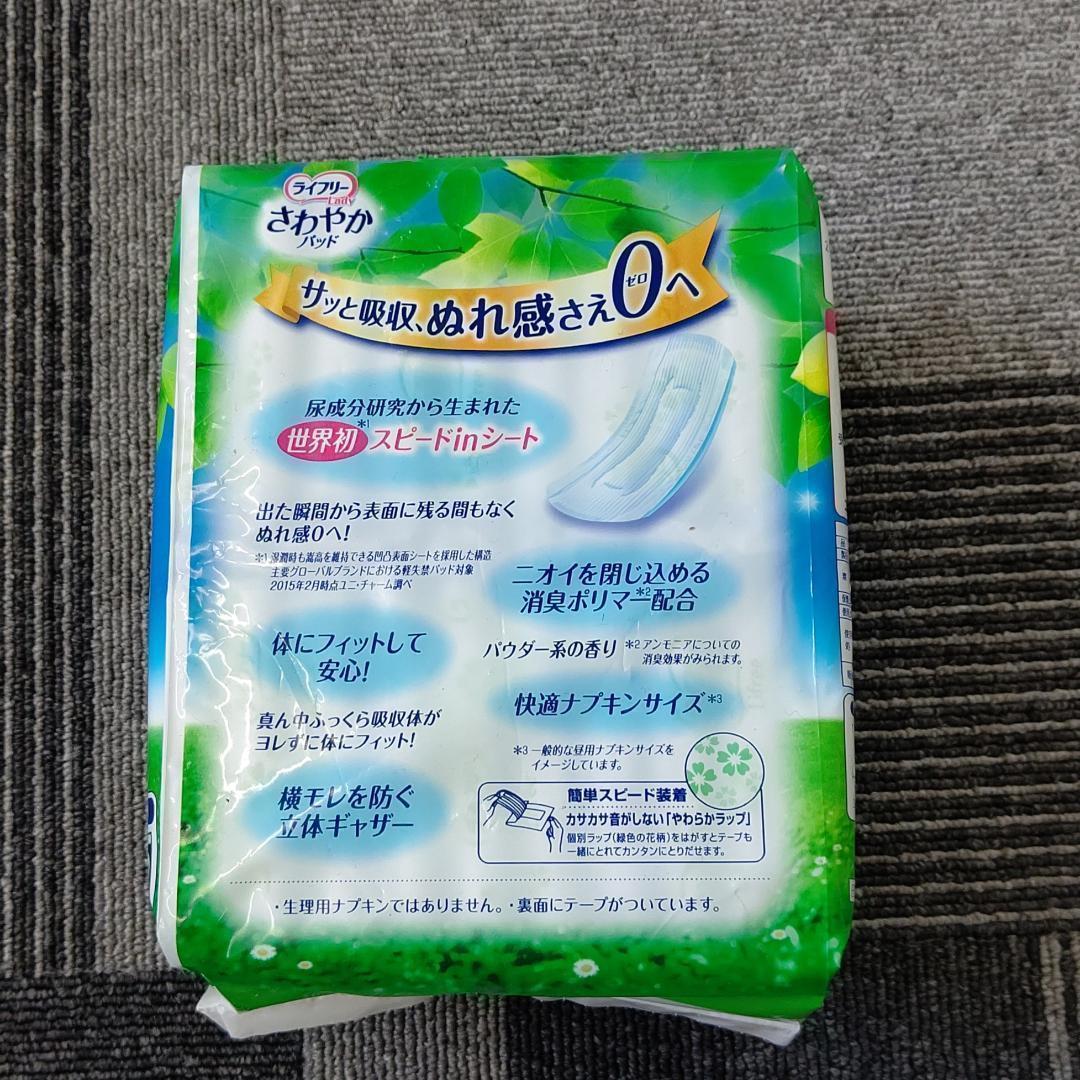 ライフリー
Lady
さわやか
パッド
サッと吸収、ぬれ感さえ0へ
ゼロ
尿成分研究から生まれた
世界初*1スピードinシート
出た瞬間から表面に残る間もなく
ぬれ感0へ!
*1 湿潤時も嵩高を維持できる凹凸表面シートを採用した構造
主要グローバルブランドにおける軽失禁パッド対象
2015年2月時点ユニ・チャーム調べ
ニオイを閉じ込める
消臭ポリマー*2配合
パウダー系の香り
*2 アンモニアについての
消臭効果がみられます。
体にフィットして
安心!
真ん中ふっくら吸収体が
ヨレずに体にフィット!
快適ナプキンサイズ*3
*3 一般的な昼用ナプキンサイズを
イメージしています。
横モレを防ぐ
立体ギャザー
簡単スピード装着
カサカサ音がしない「やわらかラップ」
個別ラップ(緑色の花柄)をはがすとテープも
一緒にとれてカンタンにとりだせます。
・生理用ナプキンではありません。・裏面にテープがついています。